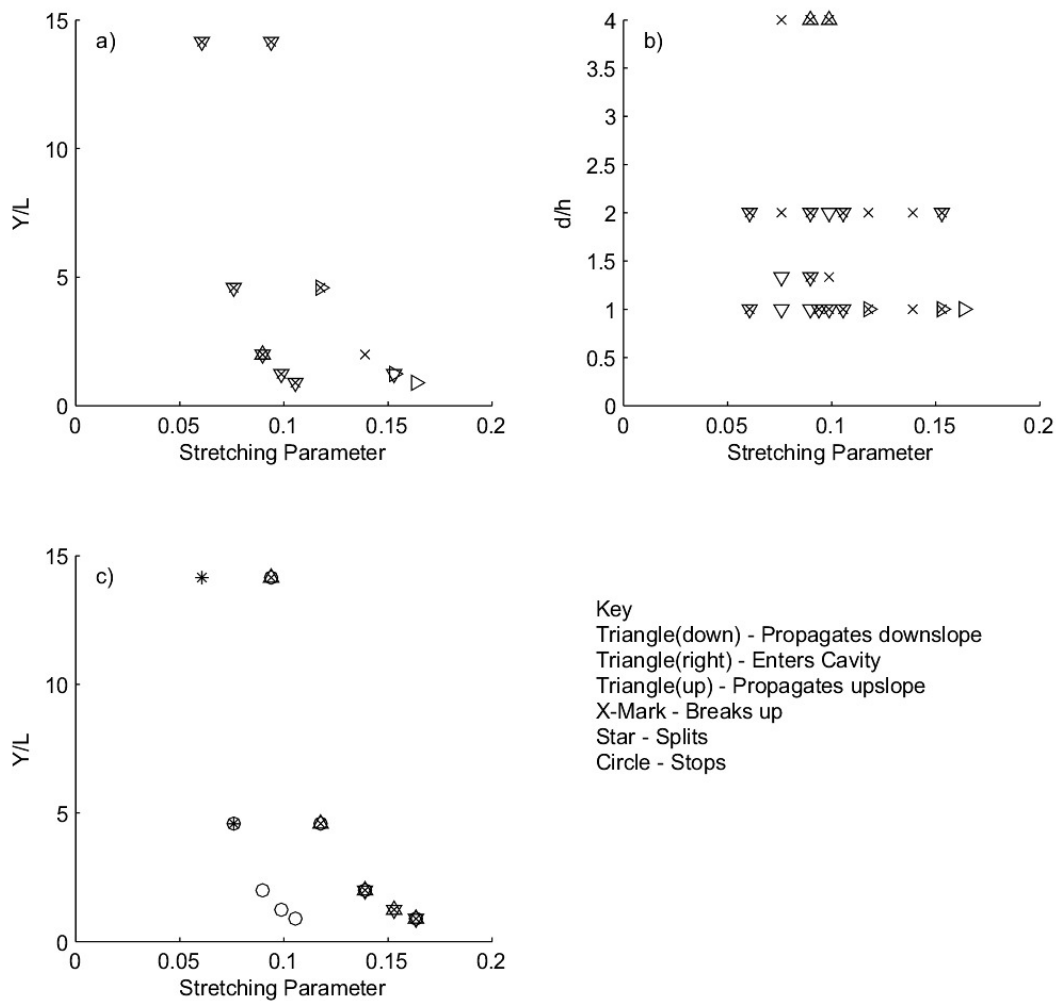 15
a)
10
Y/L
5
0
0 0.05 0.1 0.15 0.2
Stretching Parameter
4
b)
3.5
3
2.5
d/h
2
1.5
1
0.5
0
0 0.05 0.1 0.15 0.2
Stretching Parameter
15
c)
10
Y/L
5
0
0 0.05 0.1 0.15 0.2
Stretching Parameter
Key
Triangle(down) - Propagates downslope
Triangle(right) - Enters Cavity
Triangle(up) - Propagates upslope
X-Mark - Breaks up
Star - Splits
Circle - Stops